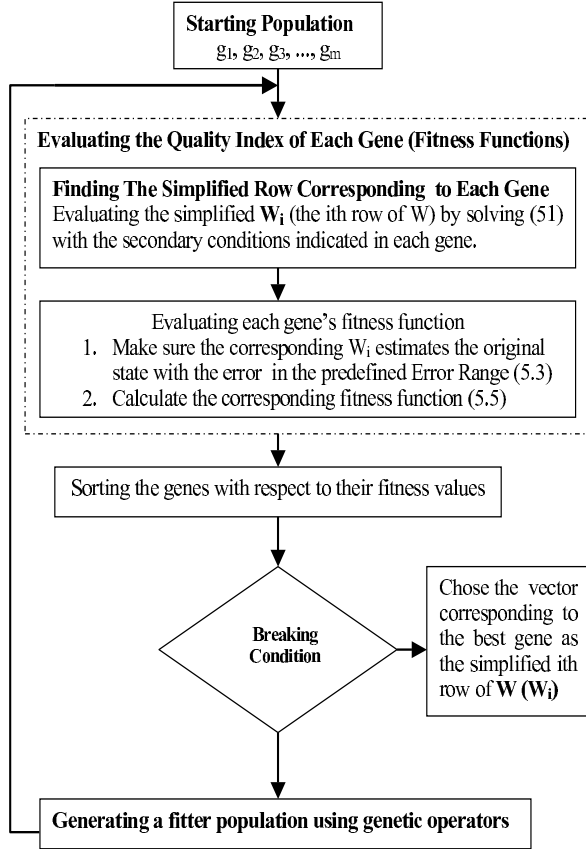 Starting Population
g1, g2, g3, ..., gm
Evaluating the Quality Index of Each Gene (Fitness Functions)
Finding The Simplified Row Corresponding to Each Gene
Evaluating the simplified Wi (the ith row of W) by solving (51)
with the secondary conditions indicated in each gene.
Evaluating each gene's fitness function
1. Make sure the corresponding Wi estimates the original
state with the error in the predefined Error Range (5.3)
2. Calculate the corresponding fitness function (5.5)
Sorting the genes with respect to their fitness values
Breaking
Condition
Chose the vector
corresponding to
the best gene as
the simplified ith
row of W (Wi)
Generating a fitter population using genetic operators